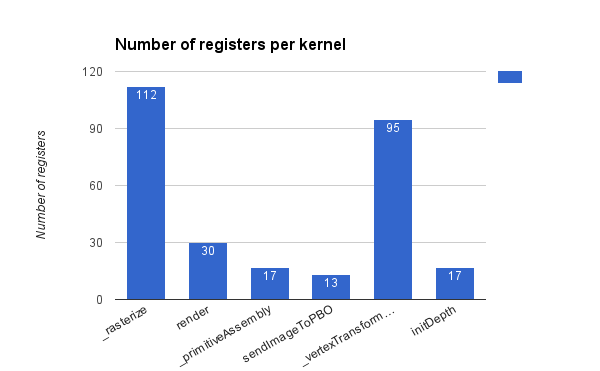 Number of registers per kernel
Number of registers
120
90
60
30
0
112
30
17
13
95
17
_rasterize
render
_primitiveAssembly
sendImageToPBO
_vertexTransform...
initDepth